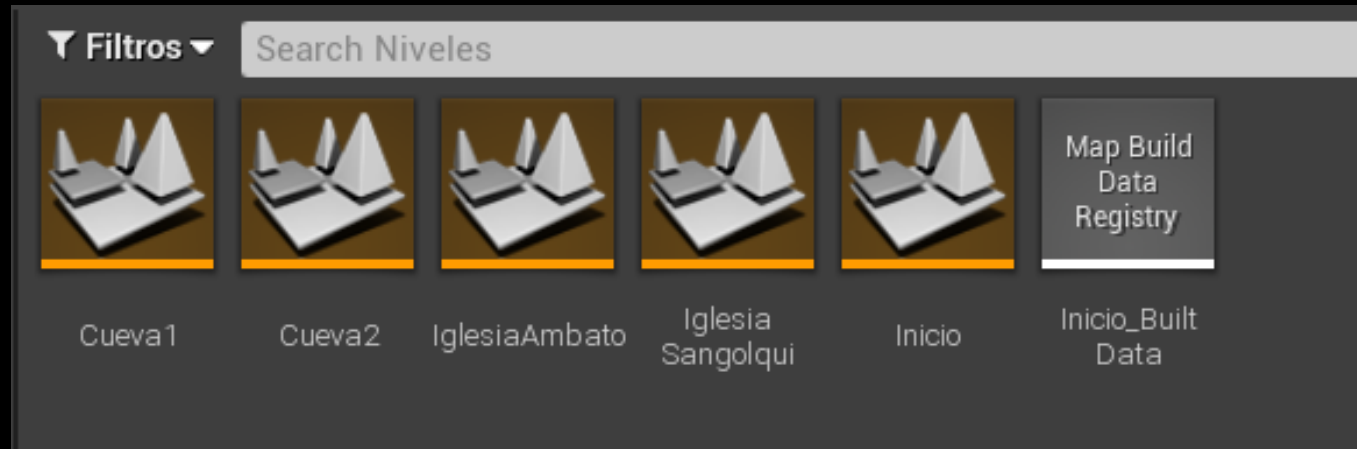 Filtros
Search Niveles
Map Build
Data
Registry
Cueva1
Cueva2
IglesiaAmbato
Iglesia
Sangolqui
Inicio
Inicio_Built
Data